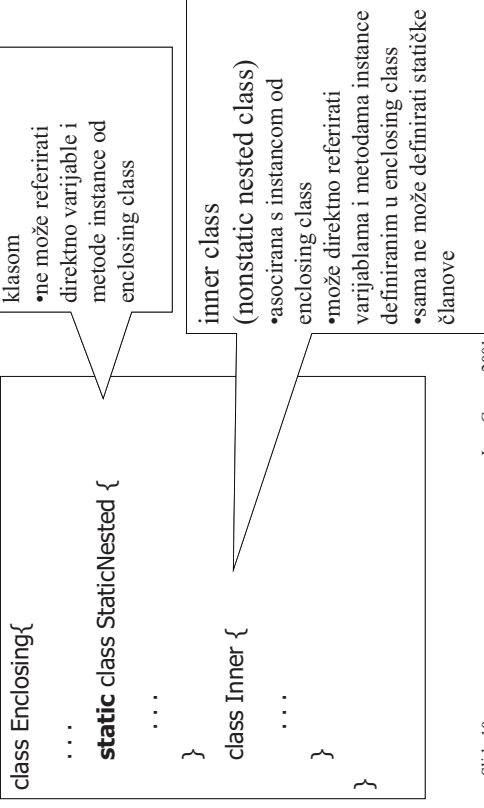 class Enclosing{
. . .
static class StaticNested {
. . .
}
class Inner {
. . .
}
}
klasom
•ne može referirati
direktno varijable i
metode instance od
enclosing class
inner class
(nonstatic nested class)
•asocirana s instancom od
enclosing class
•može direktno referirati
varijablama i metodama instance
definiranim u enclosing class
•sama ne može definirati statičke
članove